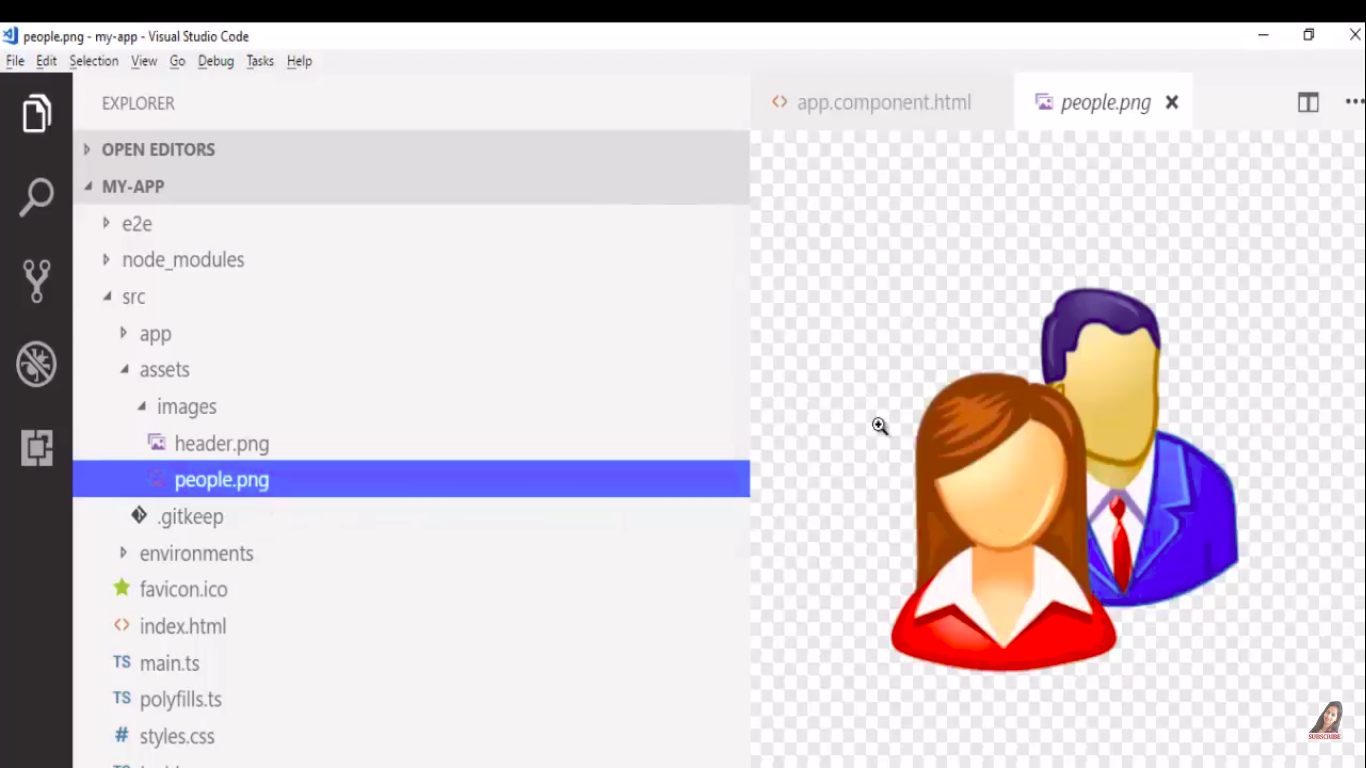 people.png - my-app - Visual Studio Code
File Edit Selection View Go Debug Tasks Help
EXPLORER
OPEN EDITORS
MY-APP
e2e
node_modules
src
app
assets
images
header.png
people.png
.gitkeep
environments
favicon.ico
<> index.html
TS main.ts
TS polyfills.ts
# styles.css
<> app.component.html
people.png
SUBSCRIBE